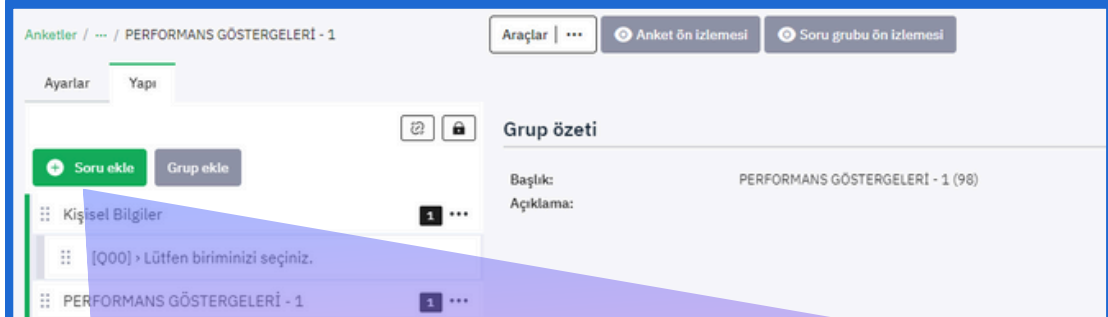 Anketler / ··· / PERFORMANS GÖSTERGELERİ - 1
Araçlar | ···
Anket ön izlemesi
Soru grubu ön izlemesi
Ayarlar
Yapı
Grup özeti
Soru ekle
Grup ekle
Başlık:
PERFORMANS GÖSTERGELERİ - 1 (98)
Açıklama:
Kişisel Bilgiler
1 ···
[Q00] › Lütfen biriminizi seçiniz.
PERFORMANS GÖSTERGELERİ - 1
1 ···